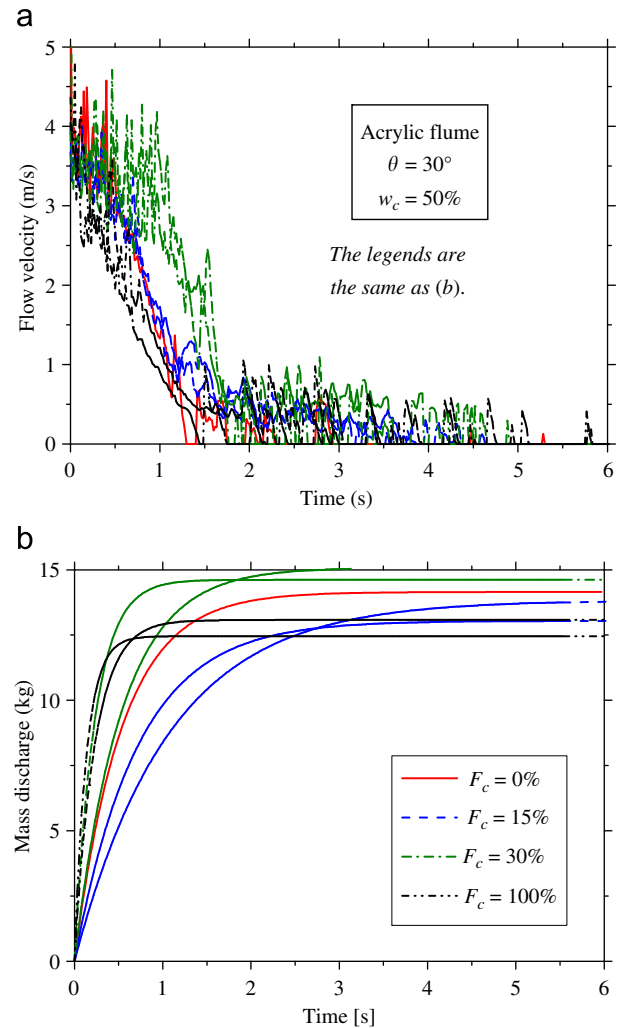 a
5
4
3
2
1
0
Flow velocity (m/s)
Acrylic flume
θ = 30°
w_c = 50%
The legends are
the same as (b).
0 1 2 3 4 5 6
Time (s)
b
15
10
5
0
Mass discharge (kg)
F_c = 0%
F_c = 15%
F_c = 30%
F_c = 100%
0 1 2 3 4 5 6
Time [s]